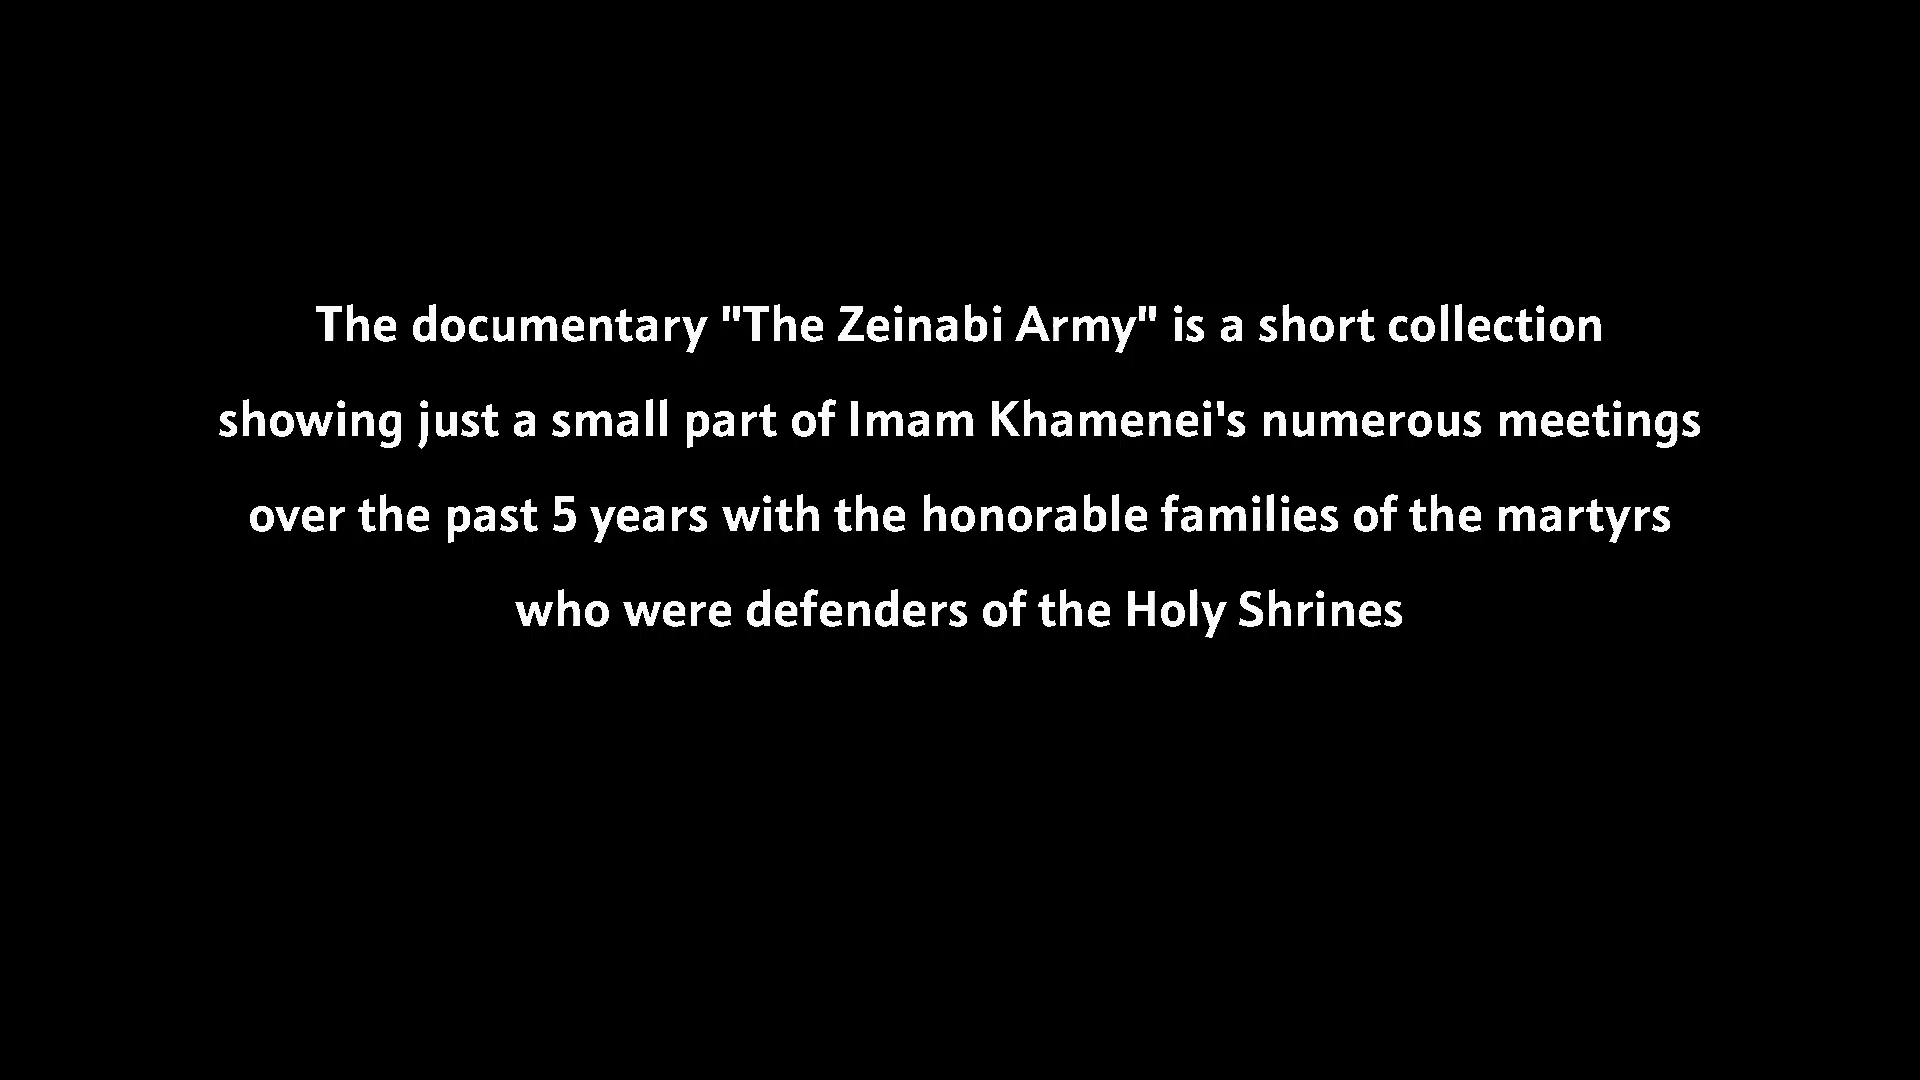 The documentary "The Zeinabi Army" is a short collection
showing just a small part of Imam Khamenei's numerous meetings
over the past 5 years with the honorable families of the martyrs
who were defenders of the Holy Shrines